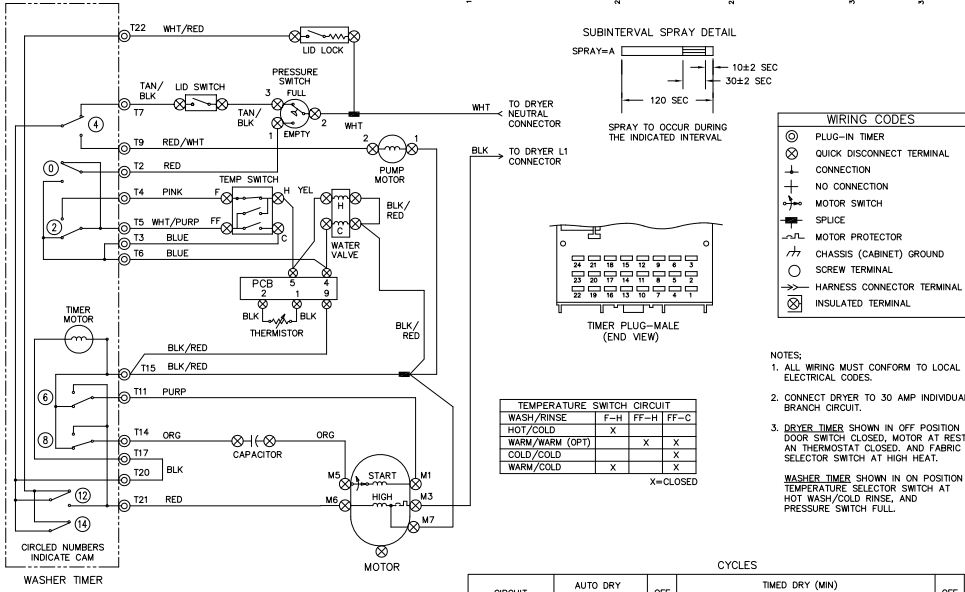 T22 WHT/RED
LID LOCK
PRESSURE
SWITCH
3 FULL
TAN/
BLK
LID SWITCH
T7
TAN/
BLK
EMPTY
2
WHT
1
4
T9 RED/WHT
2
1
PUMP
MOTOR
0
T2 RED
TEMP SWITCH
T4 PINK
F
H
YEL
H
BLK/
RED
2
T5 WHT/PURP
FF
C
C
WATER
VALVE
T3 BLUE
T6 BLUE
PCB
5
4
2
1
9
BLK
BLK
THERMISTOR
TIMER
MOTOR
BLK/
RED
BLK/RED
T15 BLK/RED
T11 PURP
6
8
T14 ORG
ORG
CAPACITOR
T17
T20
BLK
12
T21 RED
14
M5
START
M1
M6
HIGH
M3
M7
MOTOR
CIRCLED NUMBERS
INDICATE CAM
WASHER TIMER
WHT
TO DRYER
NEUTRAL
CONNECTOR
BLK
TO DRYER L1
CONNECTOR
SUBINTERVAL SPRAY DETAIL
SPRAY=A
10±2 SEC
30±2 SEC
120 SEC
SPRAY TO OCCUR DURING
THE INDICATED INTERVAL
24 21 18 15 12 9 6 3
23 20 17 14 11 8 5 2
22 19 16 13 10 7 4 1
TIMER PLUG-MALE
(END VIEW)
TEMPERATURE SWITCH CIRCUIT
WASH/RINSE F-H FF-H FF-C
HOT/COLD X
WARM/WARM (OPT) X X
COLD/COLD X
WARM/COLD X X
X=CLOSED
WIRING CODES
PLUG-IN TIMER
QUICK DISCONNECT TERMINAL
CONNECTION
NO CONNECTION
MOTOR SWITCH
SPLICE
MOTOR PROTECTOR
CHASSIS (CABINET) GROUND
SCREW TERMINAL
HARNESS CONNECTOR TERMINAL
INSULATED TERMINAL
NOTES;
1. ALL WIRING MUST CONFORM TO LOCAL
ELECTRICAL CODES.
2. CONNECT DRYER TO 30 AMP INDIVIDUAL
BRANCH CIRCUIT.
3. DRYER TIMER SHOWN IN OFF POSITION
DOOR SWITCH CLOSED, MOTOR AT REST
AN THERMOSTAT CLOSED. AND FABRIC
SELECTOR SWITCH AT HIGH HEAT.
WASHER TIMER SHOWN IN ON POSITION
TEMPERATURE SELECTOR SWITCH AT
HOT WASH/COLD RINSE, AND
PRESSURE SWITCH FULL.
CYCLES
AUTO DRY
TIMED DRY (MIN)